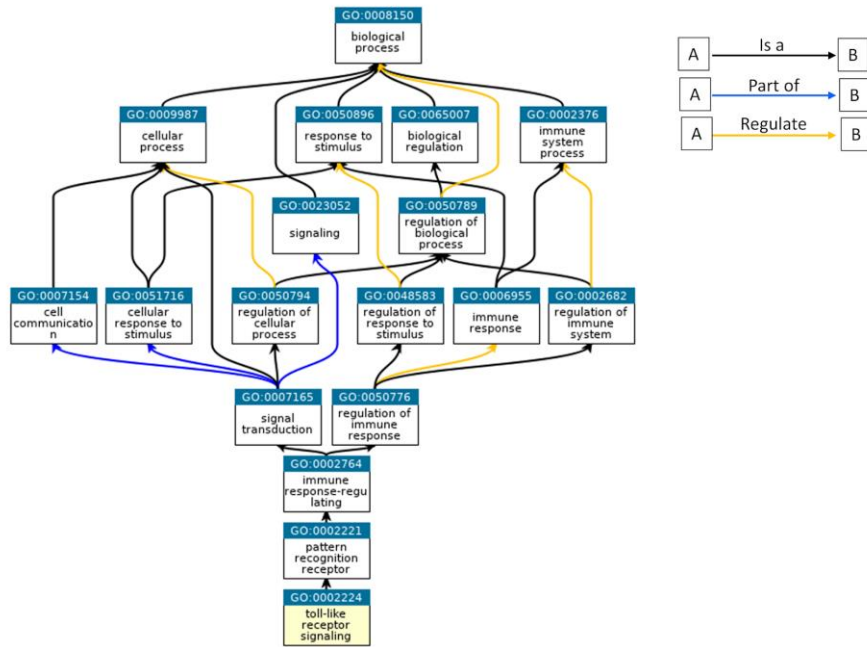 GO:0008150
biological
process
A
Is a
B
A
Part of
B
A
Regulate
B
GO:0009987
cellular
process
GO:0050896
response to
stimulus
GO:0065007
biological
regulation
GO:0002376
immune
system
process
GO:0023052
signaling
GO:0050789
regulation of
biological
process
GO:0007154
cell
communicatio
n
GO:0051716
cellular
response to
stimulus
GO:0050794
regulation of
cellular
process
GO:0048583
regulation of
response to
stimulus
GO:0006955
immune
response
GO:0002682
regulation of
immune
system
GO:0007165
signal
transduction
GO:0050776
regulation of
immune
response
GO:0002764
immune
response-regu
lating
GO:0002221
pattern
recognition
receptor
GO:0002224
toll-like
receptor
signaling